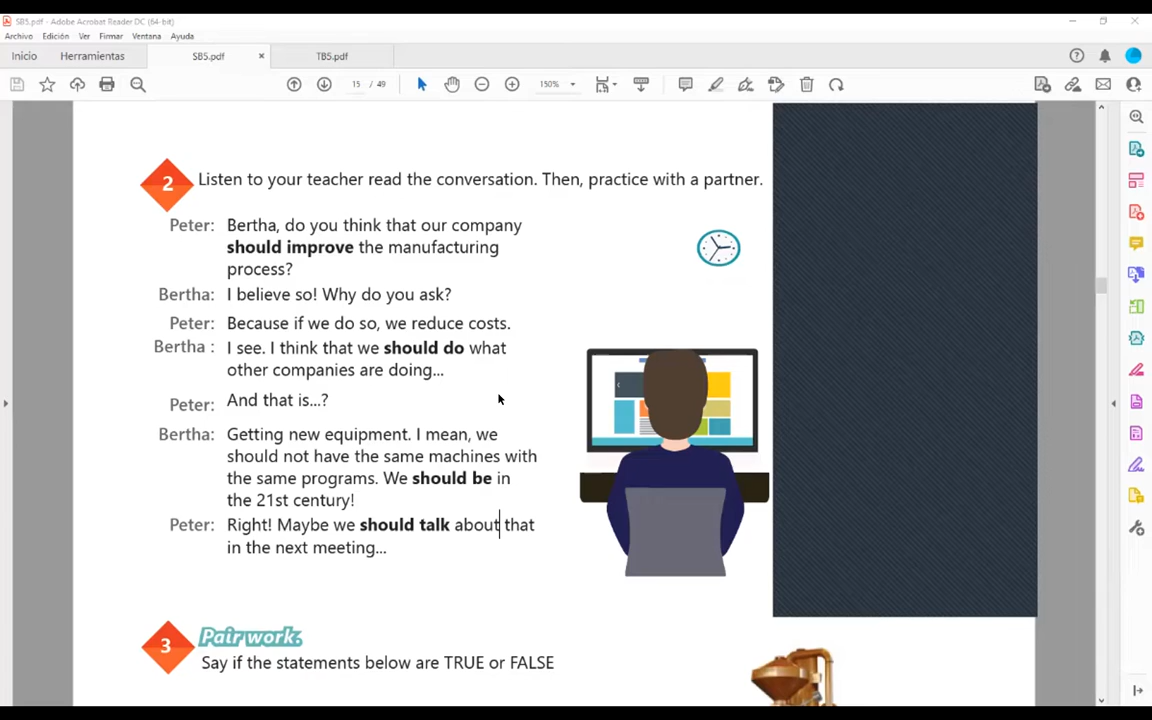 SB5.pdf - Adobe Acrobat Reader DC (64-bit)
Archivo Edición Ver Firmar Ventana Ayuda
Inicio Herramientas SB5.pdf × TB5.pdf
15 / 49 150%
2 Listen to your teacher read the conversation. Then, practice with a partner.
Peter: Bertha, do you think that our company
should improve the manufacturing
process?
Bertha: I believe so! Why do you ask?
Peter: Because if we do so, we reduce costs.
Bertha : I see. I think that we should do what
other companies are doing...
Peter: And that is...?
Bertha: Getting new equipment. I mean, we
should not have the same machines with
the same programs. We should be in
the 21st century!
Peter: Right! Maybe we should talk about that
in the next meeting...
3 Pair work.
Say if the statements below are TRUE or FALSE